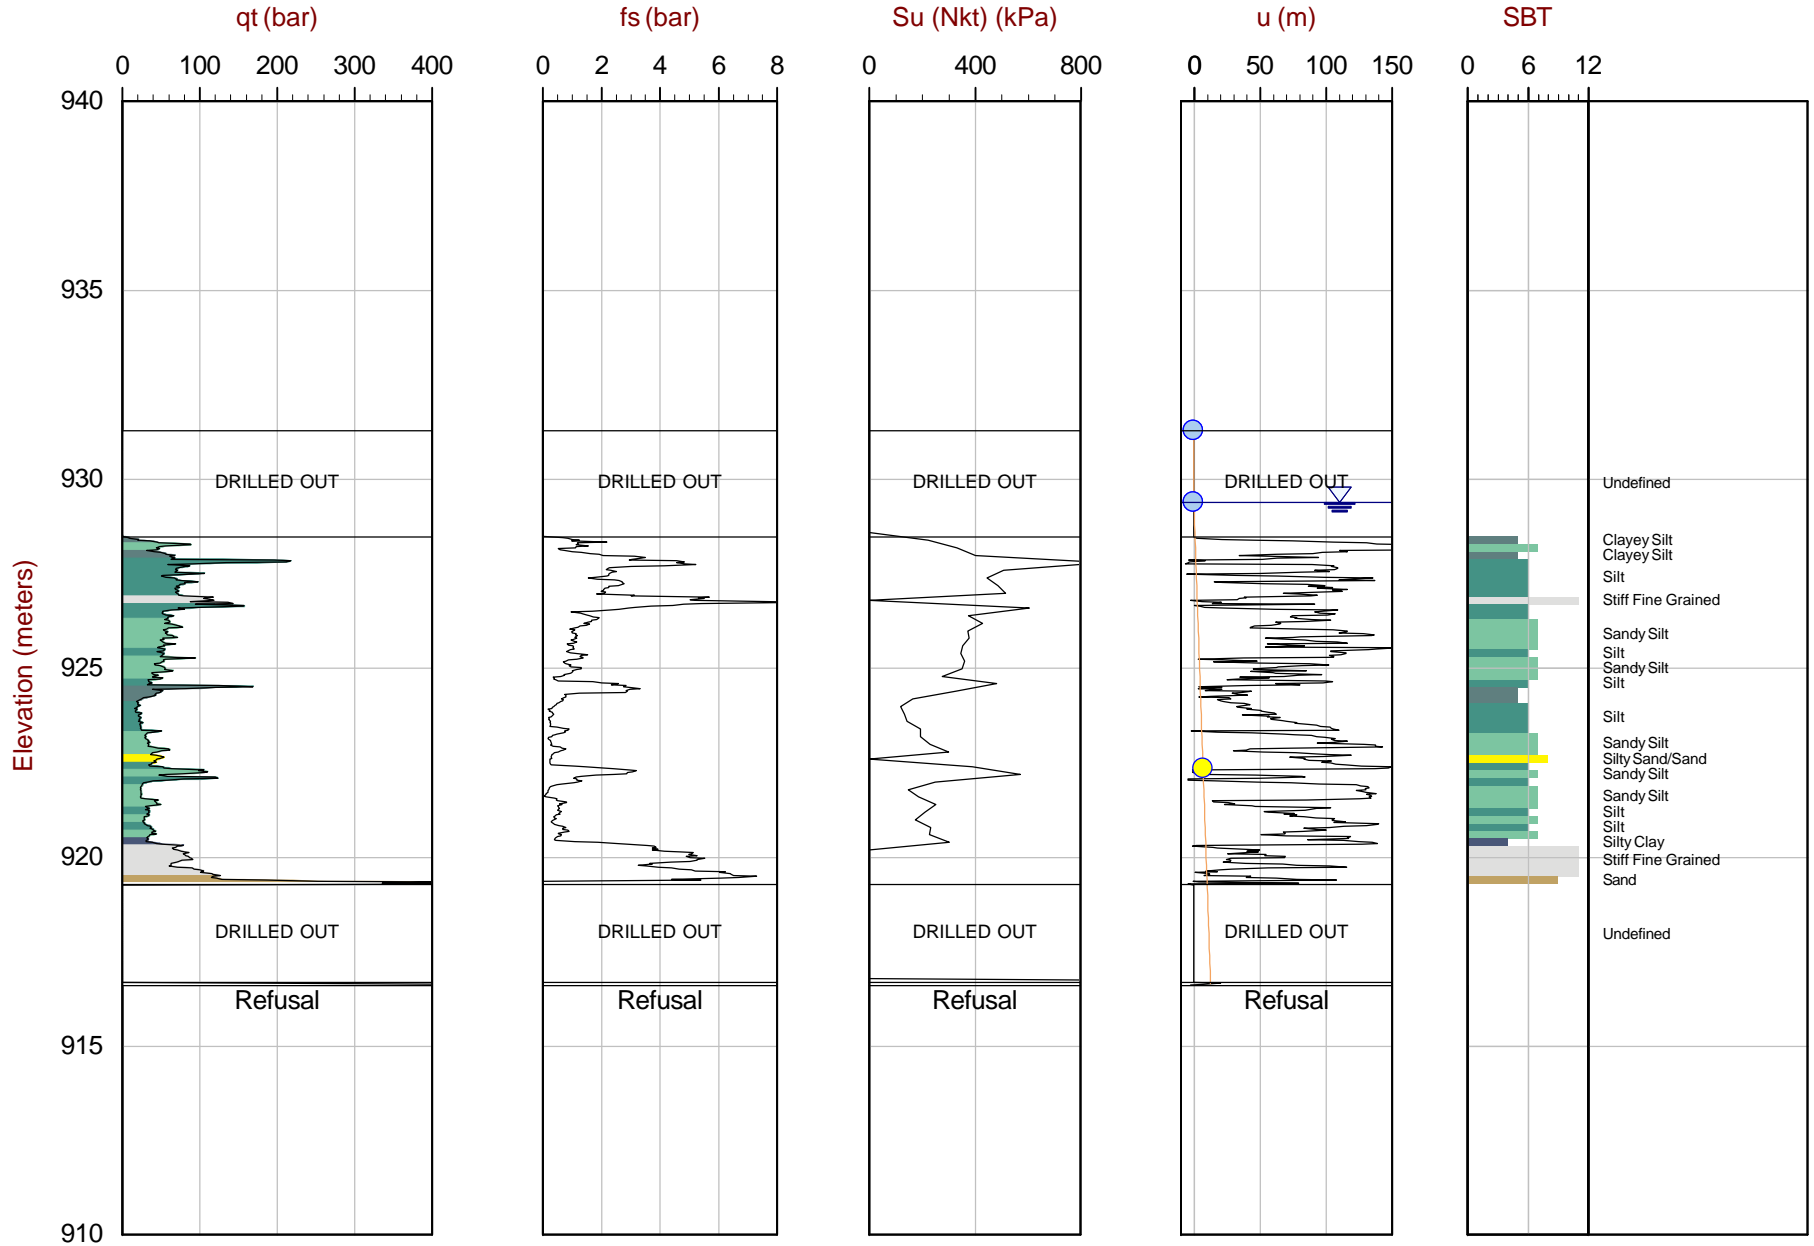 qt (bar)
fs (bar)
Su (Nkt) (kPa)
u (m)
SBT
0 100 200 300 400
0 2 4 6 8
0 400 800
0 50 100 150
0 6 12
Elevation (meters)
940
935
930
925
920
915
910
DRILLED OUT
DRILLED OUT
DRILLED OUT
DRILLED OUT
Undefined
Clayey Silt
Clayey Silt
Silt
Stiff Fine Grained
Sandy Silt
Silt
Sandy Silt
Silt
Silt
Sandy Silt
Silty Sand/Sand
Sandy Silt
Sandy Silt
Silt
Silt
Silty Clay
Stiff Fine Grained
Sand
DRILLED OUT
DRILLED OUT
DRILLED OUT
DRILLED OUT
Undefined
Refusal
Refusal
Refusal
Refusal